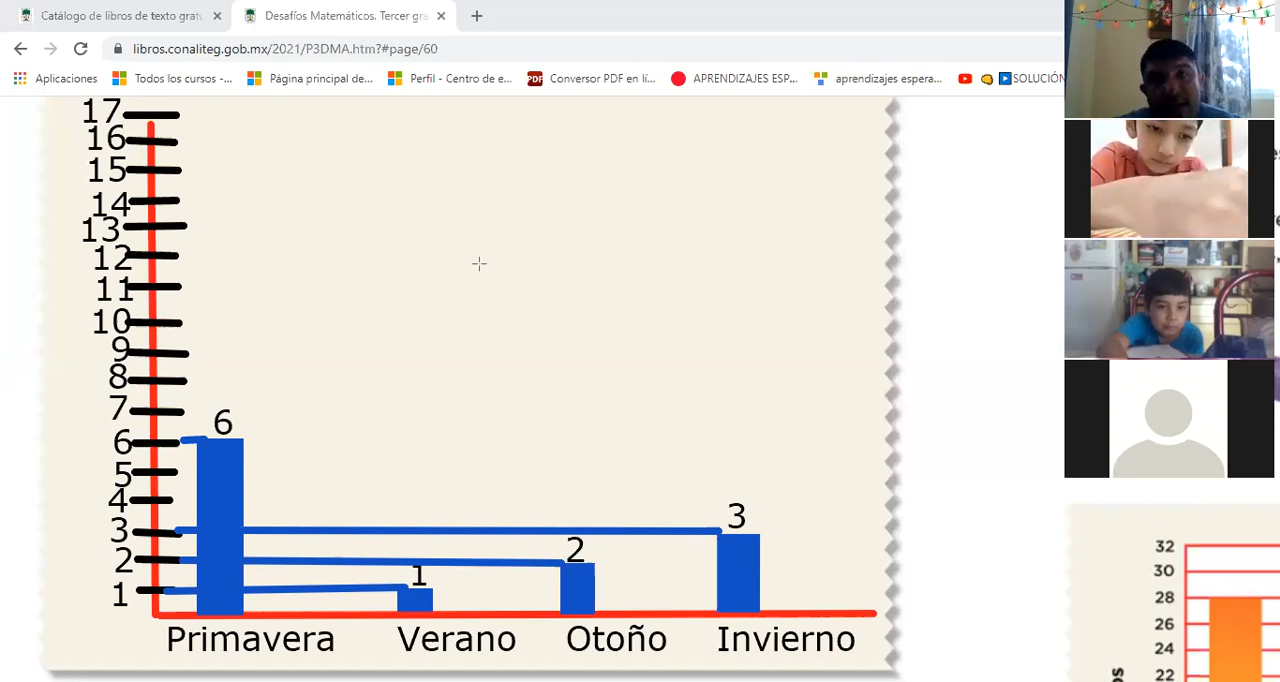 Catálogo de libros de texto gratu
Desafíos Matemáticos. Tercer gra
libros.conaliteg.gob.mx/2021/P3DMA.htm?#page/60
Aplicaciones
Todos los cursos -...
Página principal de...
Perfil - Centro de e...
PDF
Conversor PDF en lí...
APRENDIZAJES ESP...
aprendizajes espera...
SOLUCIÓN
17
16
15
14
13
12
11
10
9
8
7
6
5
4
3
2
1
6
1
2
3
Primavera Verano Otoño Invierno
32
30
28
26
24
22